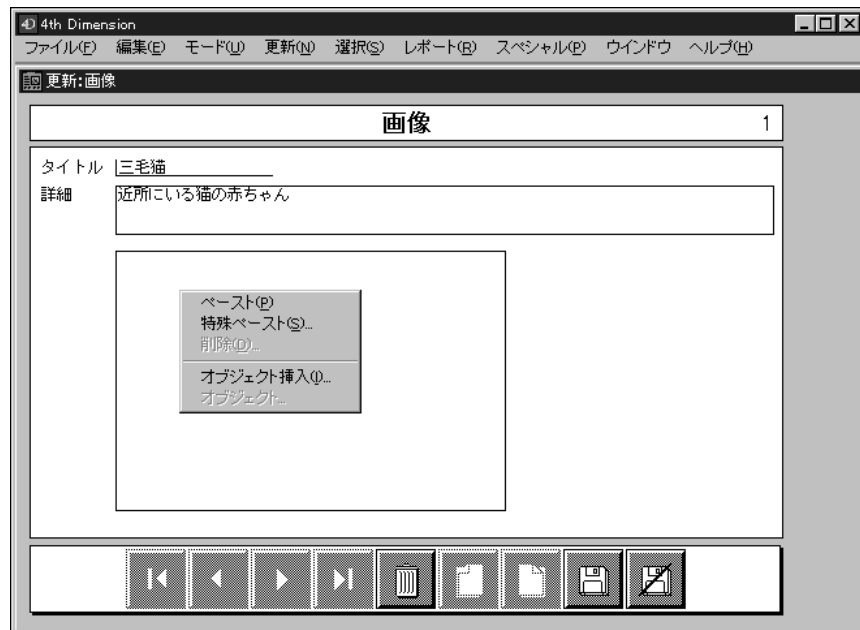 4D 4th Dimension
ファイル(F) 編集(E) モード(U) 更新(N) 選択(S) レポート(R) スペシャル(P) ウインドウ ヘルプ(H)
更新:画像
画像 1
タイトル 三毛猫
詳細 近所にいる猫の赤ちゃん
ペースト(P)
特殊ペースト(S)...
削除(D)...
オブジェクト挿入(I)...
オブジェクト...